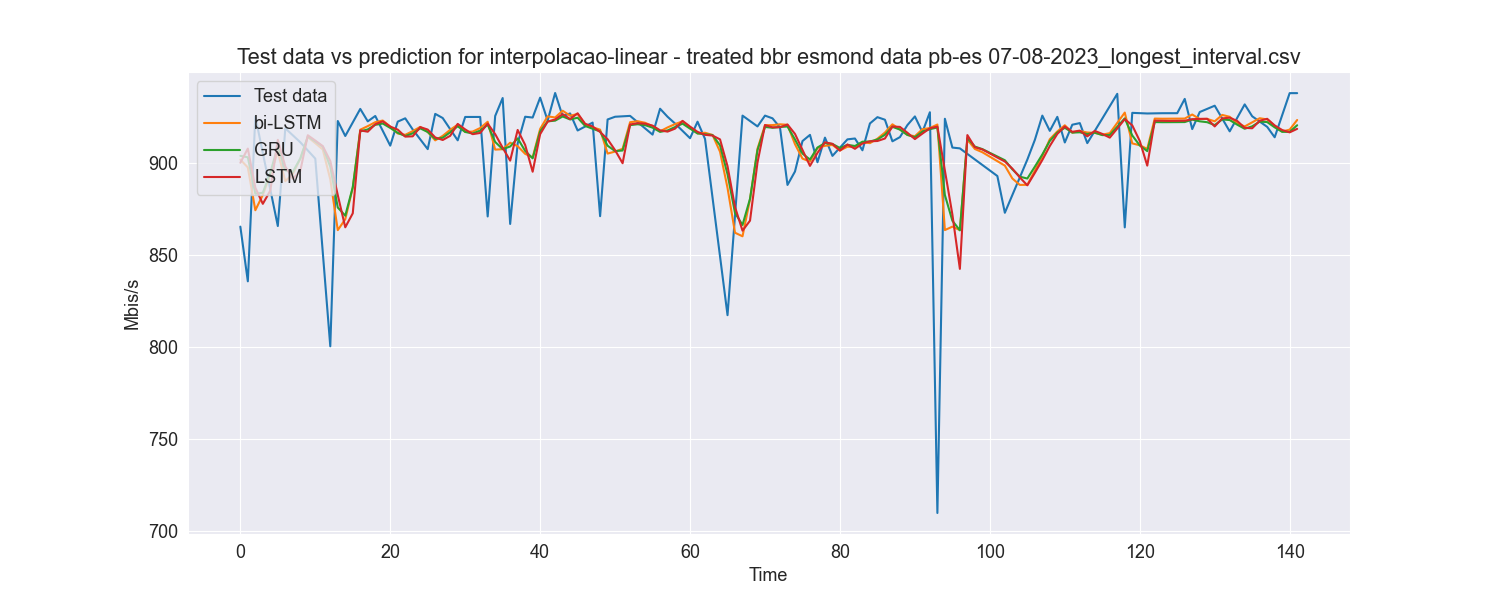 Test data vs prediction for interpolacao-linear - treated bbr esmond data pb-es 07-08-2023_longest_interval.csv
Test data
bi-LSTM
GRU
LSTM
900
850
800
750
700
Mbis/s
0 20 40 60 80 100 120 140
Time